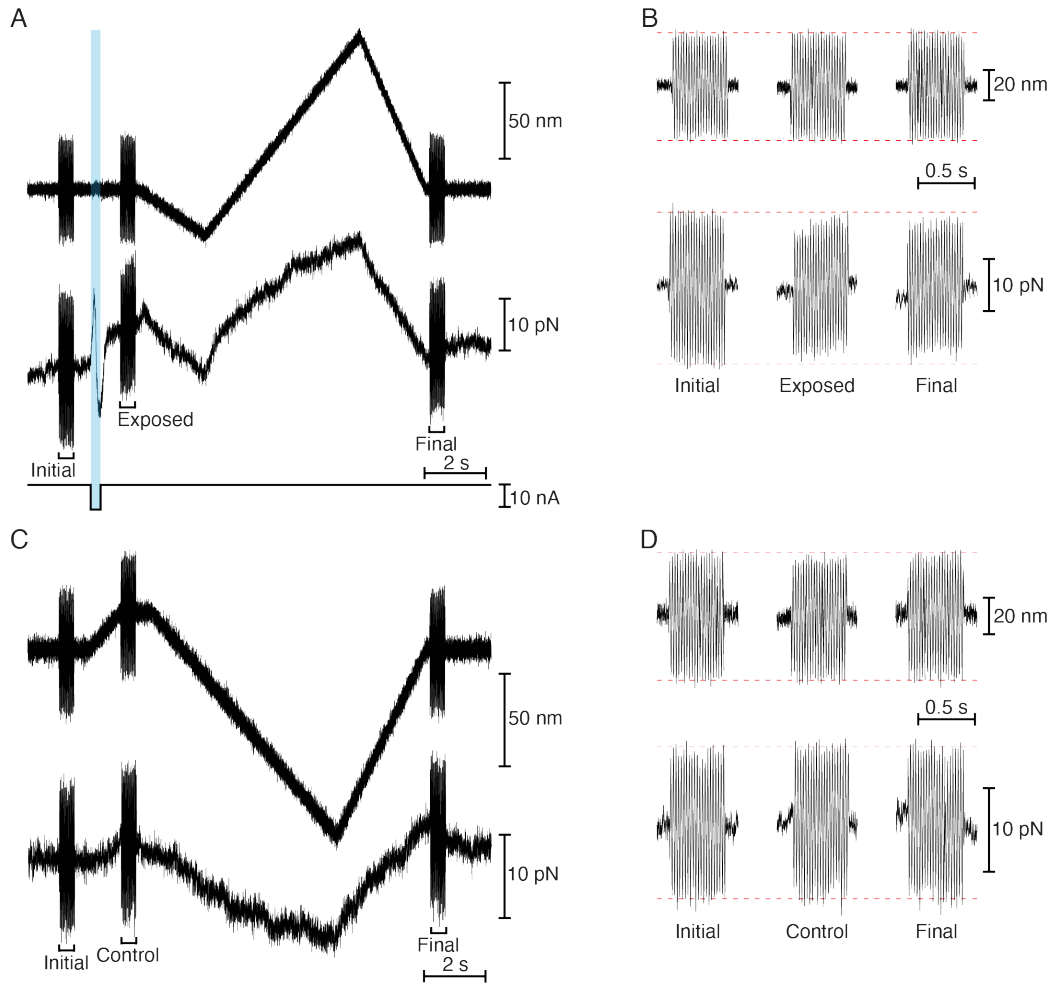 A
50 nm
10 pN
Exposed
Initial
Final
2 s
10 nA
B
20 nm
0.5 s
10 pN
Initial Exposed Final
C
50 nm
10 pN
Initial Control
Final
2 s
D
20 nm
0.5 s
10 pN
Initial Control Final